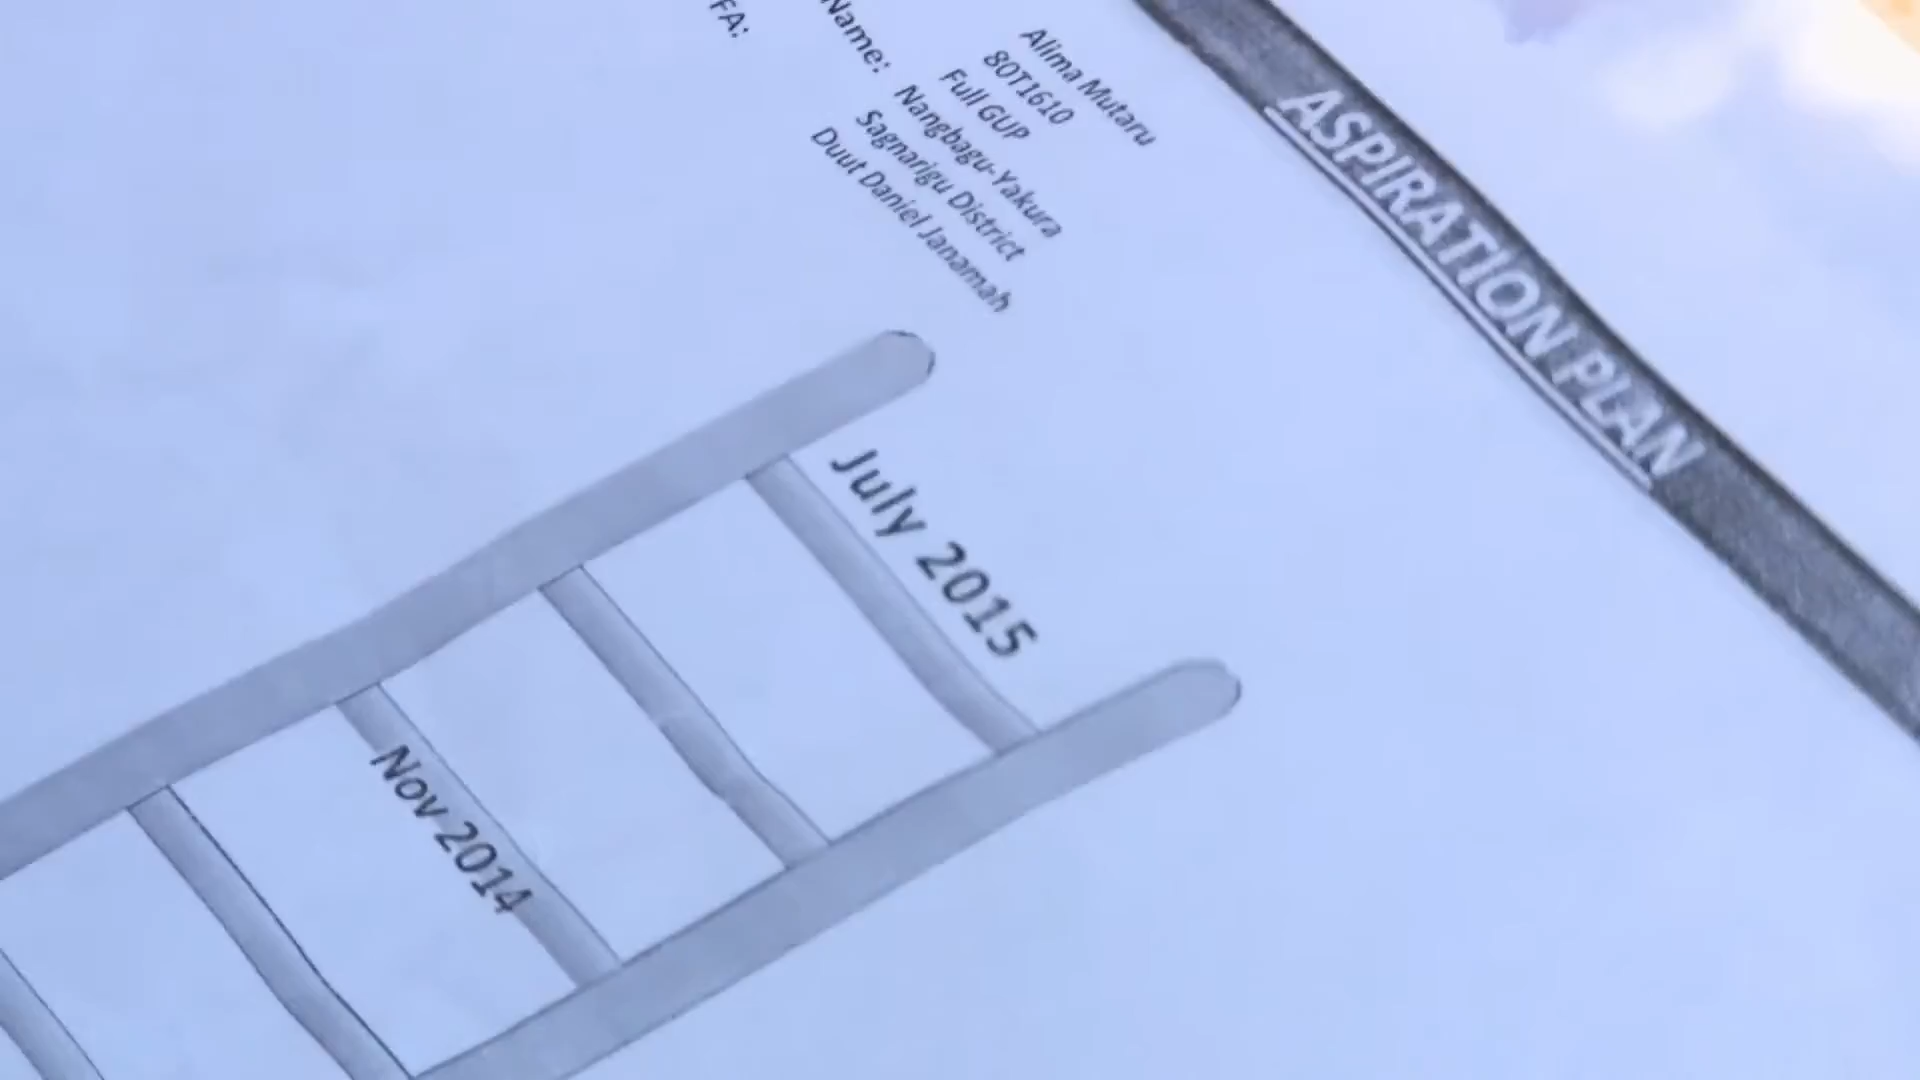 ASPIRATION PLAN
Alima Mutaru
80T1610
Full GUP
Name: Nangbagu-Yakura
Sagnarigu District
FA: Duut Daniel Janamah
July 2015
Nov 2014